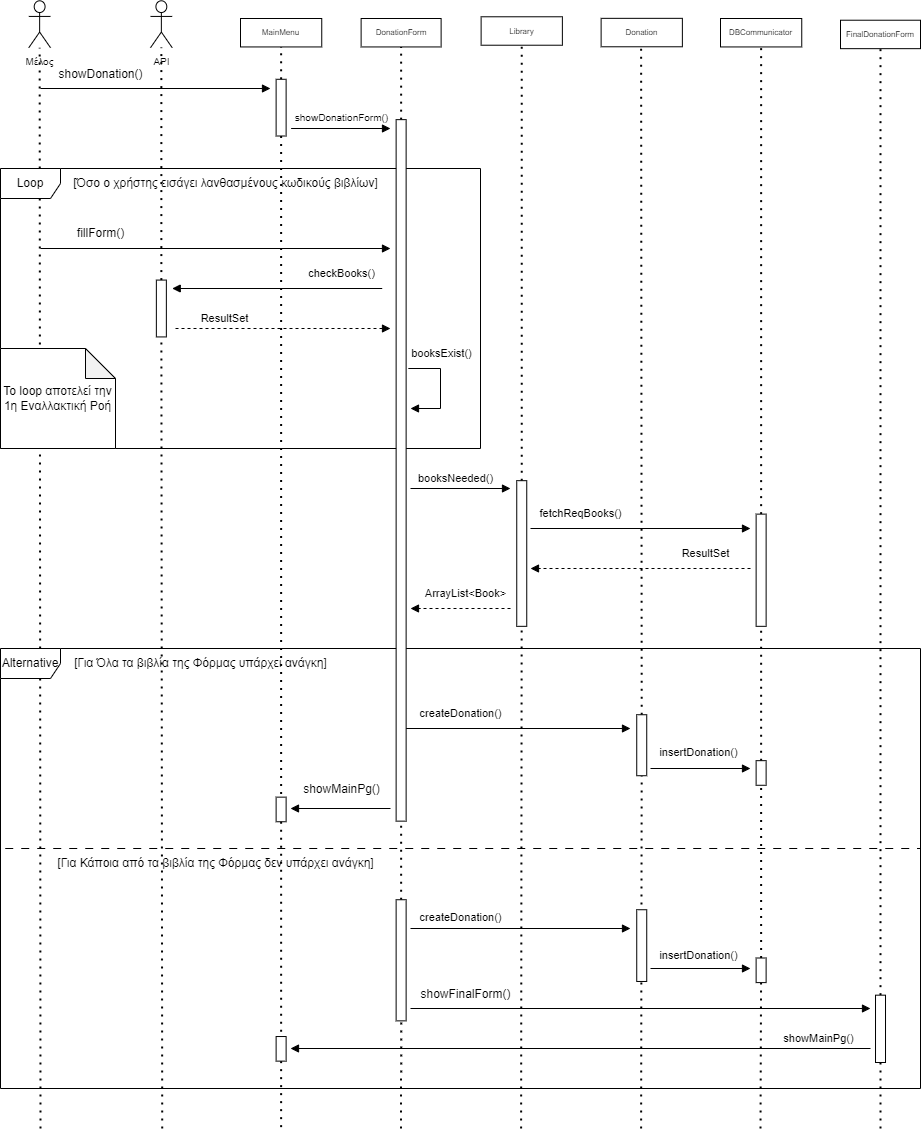 Μέλος
API
MainMenu
DonationForm
Library
Donation
DBCommunicator
FinalDonationForm
showDonation()
showDonationForm()
Loop
[Όσο ο χρήστης εισάγει λανθασμένους κωδικούς βιβλίων]
fillForm()
checkBooks()
ResultSet
booksExist()
Το loop αποτελεί την
1η Εναλλακτική Ροή
booksNeeded()
fetchReqBooks()
ResultSet
ArrayList<Book>
Alternative
[Για Όλα τα βιβλία της Φόρμας υπάρχει ανάγκη]
createDonation()
insertDonation()
showMainPg()
[Για Κάποια από τα βιβλία της Φόρμας δεν υπάρχει ανάγκη]
createDonation()
insertDonation()
showFinalForm()
showMainPg()